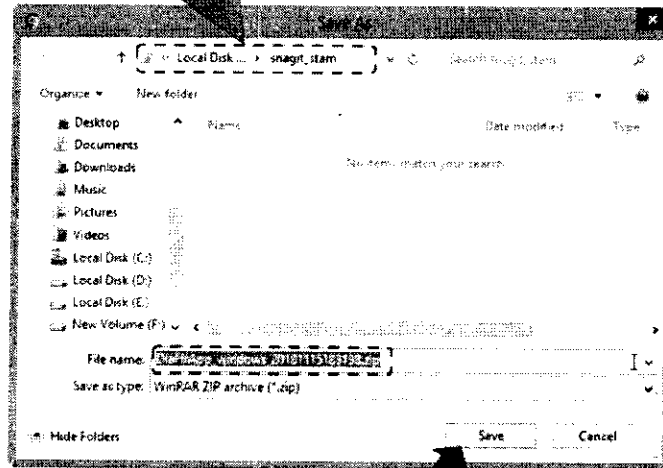 Save As
« Local Disk ... › snagit_stam
Search snagit_stam
Organize New folder
Name Date modified Type
No items match your search.
Desktop
Documents
Downloads
Music
Pictures
Videos
Local Disk (C:)
Local Disk (D:)
Local Disk (E:)
New Volume (F:)
File name:
Save as type: WinRAR ZIP archive (*.zip)
Hide Folders Save Cancel